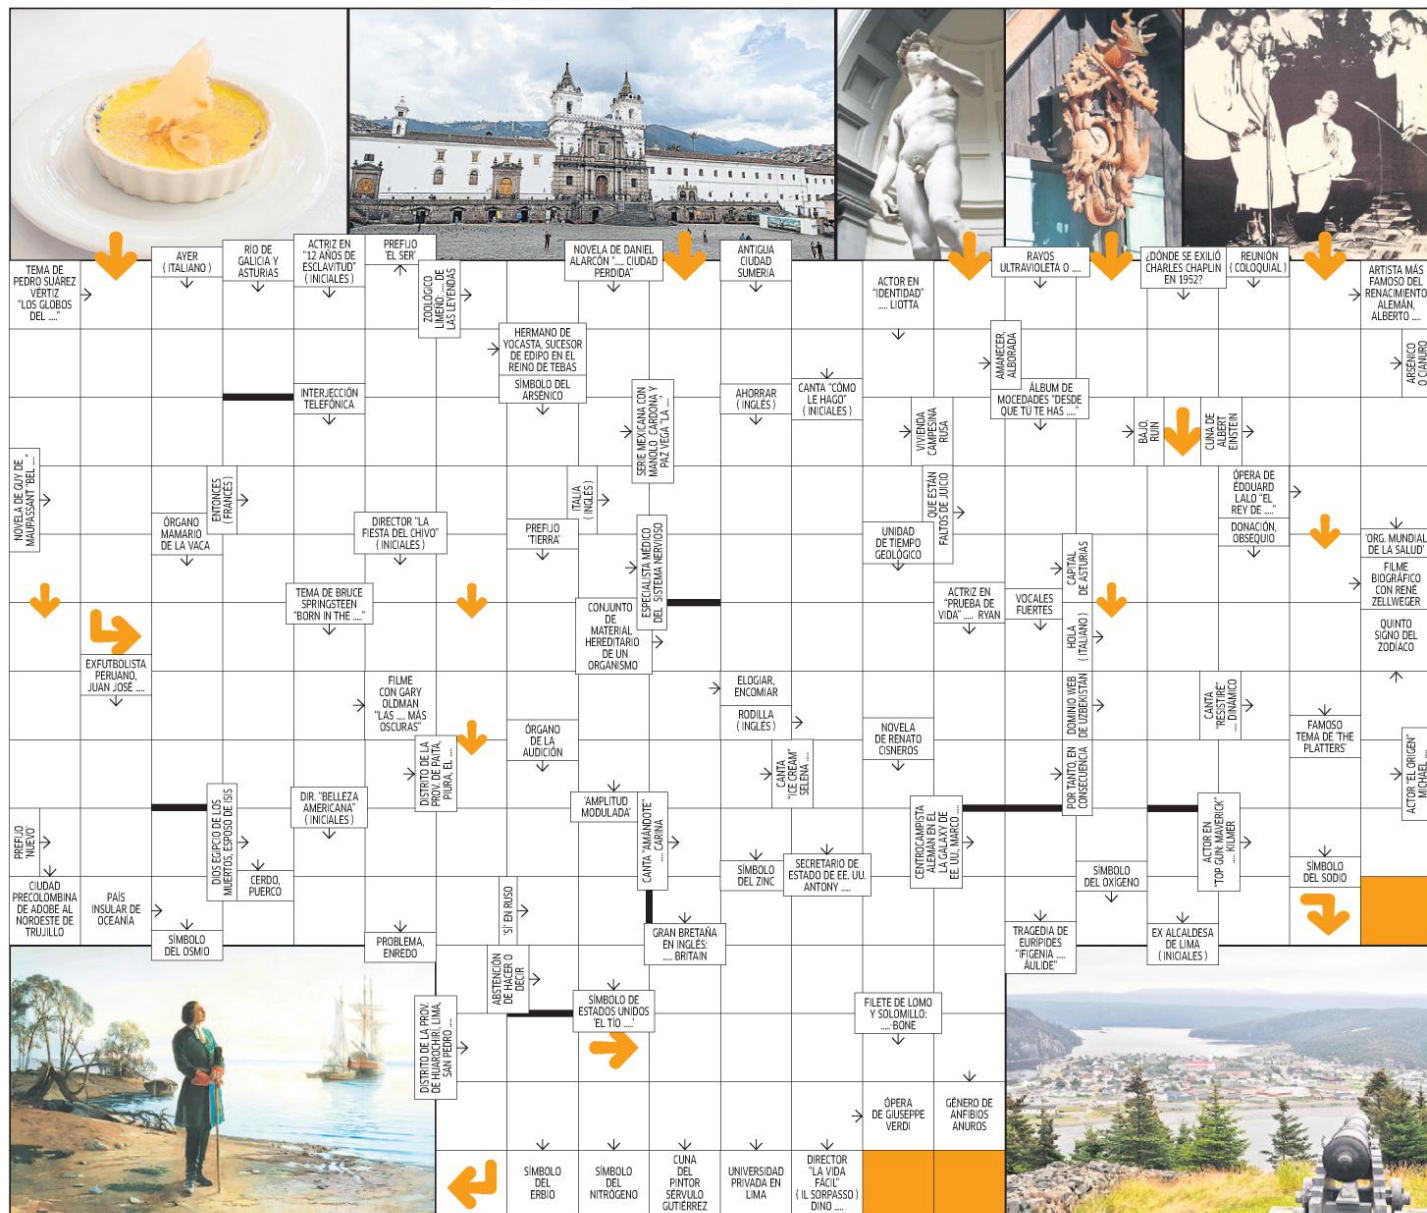 AYER
( ITALIANO )
RÍO DE
GALICIA Y
ASTURIAS
ACTRIZ EN
"12 AÑOS DE
ESCLAVITUD"
( INICIALES )
PREFIJO
'EL SER'
NOVELA DE DANIEL
ALARCÓN "..... CIUDAD
PERDIDA"
ANTIGUA
CIUDAD
SUMERIA
RAYOS
ULTRAVIOLETA O .....
¿DÓNDE SE EXILIÓ
CHARLES CHAPLIN
EN 1952?
REUNIÓN
( COLOQUIAL )
TEMA DE
PEDRO SUÁREZ
VÉRTIZ
"LOS GLOBOS
DEL ....."
ZOOLÓGICO
LIMEÑO: ..... DE
LAS LEYENDAS
ACTOR EN
"IDENTIDAD"
..... LIOTTA
ARTISTA MÁS
FAMOSO DEL
RENACIMIENTO
ALEMÁN,
ALBERTO .....
HERMANO DE
YOCASTA, SUCESOR
DE EDIPO EN EL
REINO DE TEBAS
SÍMBOLO DEL
ARSÉNICO
AMANECER,
ALBORADA
ARSÉNICO
O CIANURO
INTERJECCIÓN
TELEFÓNICA
SERIE MEXICANA CON
MANOLO CARDONA Y
PAZ VEGA "LA ....."
AHORRAR
( INGLÉS )
CANTA "CÓMO
LE HAGO"
( INICIALES )
ÁLBUM DE
MOCEDADES "DESDE
QUE TÚ TE HAS ....."
VIVIENDA
CAMPESINA
RUSA
BAJO,
RUIN
CUNA DE
ALBERT
EINSTEIN
NOVELA DE GUY DE
MAUPASSANT "BEL ....."
ENTONCES
( FRANCÉS )
ITALIA
( INGLÉS )
QUE ESTÁN
FALTOS DE JUICIO
ÓPERA DE
ÉDOUARD
LALO "EL
REY DE ....."
DONACIÓN,
OBSEQUIO
ÓRGANO
MAMARIO
DE LA VACA
DIRECTOR "LA
FIESTA DEL CHIVO"
( INICIALES )
PREFIJO
'TIERRA'
ESPECIALISTA MÉDICO
DEL SISTEMA NERVIOSO
UNIDAD
DE TIEMPO
GEOLÓGICO
CAPITAL
DE ASTURIAS
'ORG. MUNDIAL
DE LA SALUD'
FILME
BIOGRÁFICO
CON RENÉ
ZELLWEGER
TEMA DE BRUCE
SPRINGSTEEN
"BORN IN THE ....."
CONJUNTO
DE
MATERIAL
HEREDITARIO
DE UN
ORGANISMO
ACTRIZ EN
"PRUEBA DE
VIDA" ..... RYAN
VOCALES
FUERTES
HOLA
( ITALIANO )
QUINTO
SIGNO DEL
ZODÍACO
EXFUTBOLISTA
PERUANO,
JUAN JOSÉ .....
FILME
CON GARY
OLDMAN
"LAS ..... MÁS
OSCURAS"
ELOGIAR,
ENCOMIAR
RODILLA
( INGLÉS )
DOMINIO WEB
DE UZBEKISTÁN
CANTA
"RESISTIRÉ"
..... DINÁMICO
ÓRGANO
DE LA
AUDICIÓN
NOVELA
DE RENATO
CISNEROS
FAMOSO
TEMA DE 'THE
PLATTERS'
DISTRITO DE LA
PROV. DE PAITA,
PIURA, EL .....
CANTA
"ICE CREAM"
SELENA .....
POR TANTO, EN
CONSECUENCIA
ACTOR "EL ORIGEN"
MICHAEL .....
DIOS EGIPCIO DE LOS
MUERTOS, ESPOSO DE ISIS
DIR. "BELLEZA
AMERICANA"
( INICIALES )
'AMPLITUD
MODULADA'
CANTA "AMÁNDOTE"
..... CARINA
CENTROCAMPISTA
ALEMÁN EN EL
LA GALAXY DE
EE. UU, MARCO .....
ACTOR EN
"TOP GUN: MAVERICK"
..... KILMER
PREFIJO
'NUEVO'
CERDO,
PUERCO
SÍMBOLO
DEL ZINC
SECRETARIO DE
ESTADO DE EE. UU.
ANTONY .....
SÍMBOLO
DEL OXÍGENO
SÍMBOLO
DEL SODIO
CIUDAD
PRECOLOMBINA
DE ADOBE AL
NOROESTE DE
TRUJILLO
PAÍS
INSULAR DE
OCEANÍA
'SÍ' EN RUSO
SÍMBOLO
DEL OSMIO
PROBLEMA,
ENREDO
GRAN BRETAÑA
EN INGLÉS:
..... BRITAIN
TRAGEDIA DE
EURÍPIDES
"IFIGENIA .....
ÁULIDE"
EX ALCALDESA
DE LIMA
( INICIALES )
ABSTENCIÓN
DE HACER O
DECIR
SÍMBOLO DE
ESTADOS UNIDOS
'EL TÍO .....'
FILETE DE LOMO
Y SOLOMILLO:
.....-BONE
DISTRITO DE LA PROV.
DE HUAROCHIRÍ, LIMA,
SAN PEDRO .....
ÓPERA
DE GIUSEPPE
VERDI
GÉNERO DE
ANFIBIOS
ANUROS
SÍMBOLO
DEL
ERBIO
SÍMBOLO
DEL
NITRÓGENO
CUNA
DEL
PINTOR
SÉRVULO
GUTIÉRREZ
UNIVERSIDAD
PRIVADA EN
LIMA
DIRECTOR
"LA VIDA
FÁCIL"
( IL SORPASSO )
DINO .....